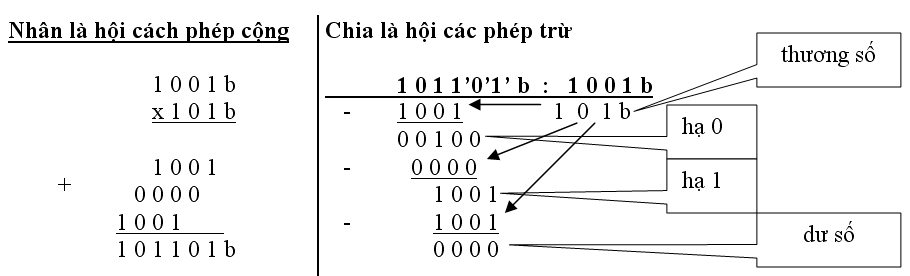 Nhân là hội cách phép cộng
1 0 0 1 b
x 1 0 1 b
1 0 0 1
+
0 0 0 0
1 0 0 1
1 0 1 1 0 1 b
Chia là hội các phép trừ
1 0 1 1 ’0’ 1’ b : 1 0 0 1 b
- 1 0 0 1 1 0 1 b
0 0 1 0 0
- 0 0 0 0
1 0 0 1
- 1 0 0 1
0 0 0 0
thương số
hạ 0
hạ 1
dư số